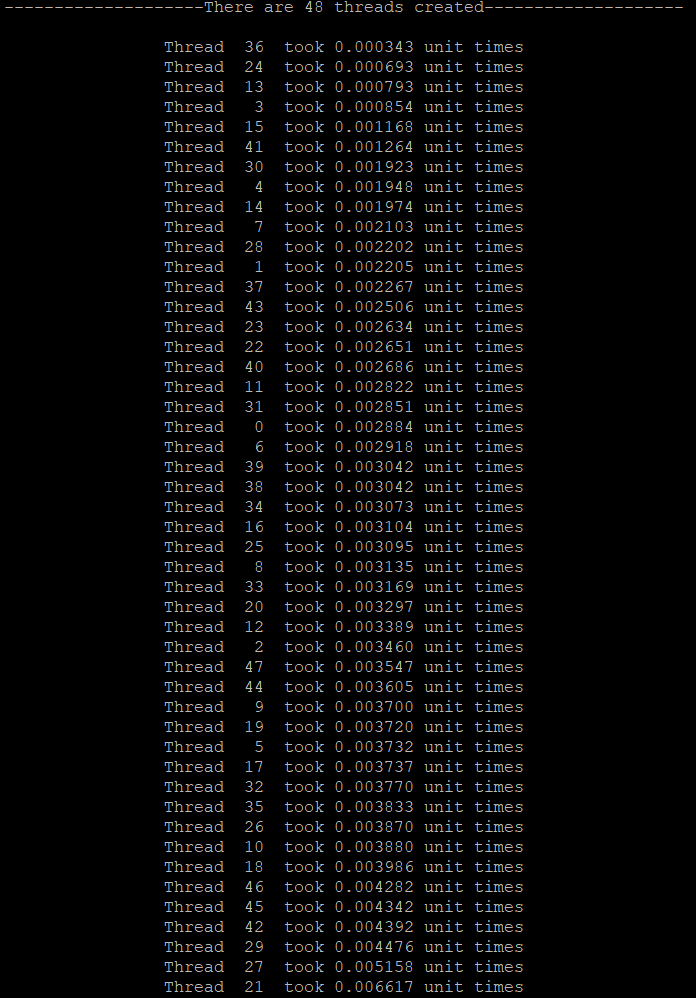 --------------------There are 48 threads created--------------------
Thread  36  took 0.000343 unit times
Thread  24  took 0.000693 unit times
Thread  13  took 0.000793 unit times
Thread   3  took 0.000854 unit times
Thread  15  took 0.001168 unit times
Thread  41  took 0.001264 unit times
Thread  30  took 0.001923 unit times
Thread   4  took 0.001948 unit times
Thread  14  took 0.001974 unit times
Thread   7  took 0.002103 unit times
Thread  28  took 0.002202 unit times
Thread   1  took 0.002205 unit times
Thread  37  took 0.002267 unit times
Thread  43  took 0.002506 unit times
Thread  23  took 0.002634 unit times
Thread  22  took 0.002651 unit times
Thread  40  took 0.002686 unit times
Thread  11  took 0.002822 unit times
Thread  31  took 0.002851 unit times
Thread   0  took 0.002884 unit times
Thread   6  took 0.002918 unit times
Thread  39  took 0.003042 unit times
Thread  38  took 0.003042 unit times
Thread  34  took 0.003073 unit times
Thread  16  took 0.003104 unit times
Thread  25  took 0.003095 unit times
Thread   8  took 0.003135 unit times
Thread  33  took 0.003169 unit times
Thread  20  took 0.003297 unit times
Thread  12  took 0.003389 unit times
Thread   2  took 0.003460 unit times
Thread  47  took 0.003547 unit times
Thread  44  took 0.003605 unit times
Thread   9  took 0.003700 unit times
Thread  19  took 0.003720 unit times
Thread   5  took 0.003732 unit times
Thread  17  took 0.003737 unit times
Thread  32  took 0.003770 unit times
Thread  35  took 0.003833 unit times
Thread  26  took 0.003870 unit times
Thread  10  took 0.003880 unit times
Thread  18  took 0.003986 unit times
Thread  46  took 0.004282 unit times
Thread  45  took 0.004342 unit times
Thread  42  took 0.004392 unit times
Thread  29  took 0.004476 unit times
Thread  27  took 0.005158 unit times
Thread  21  took 0.006617 unit times